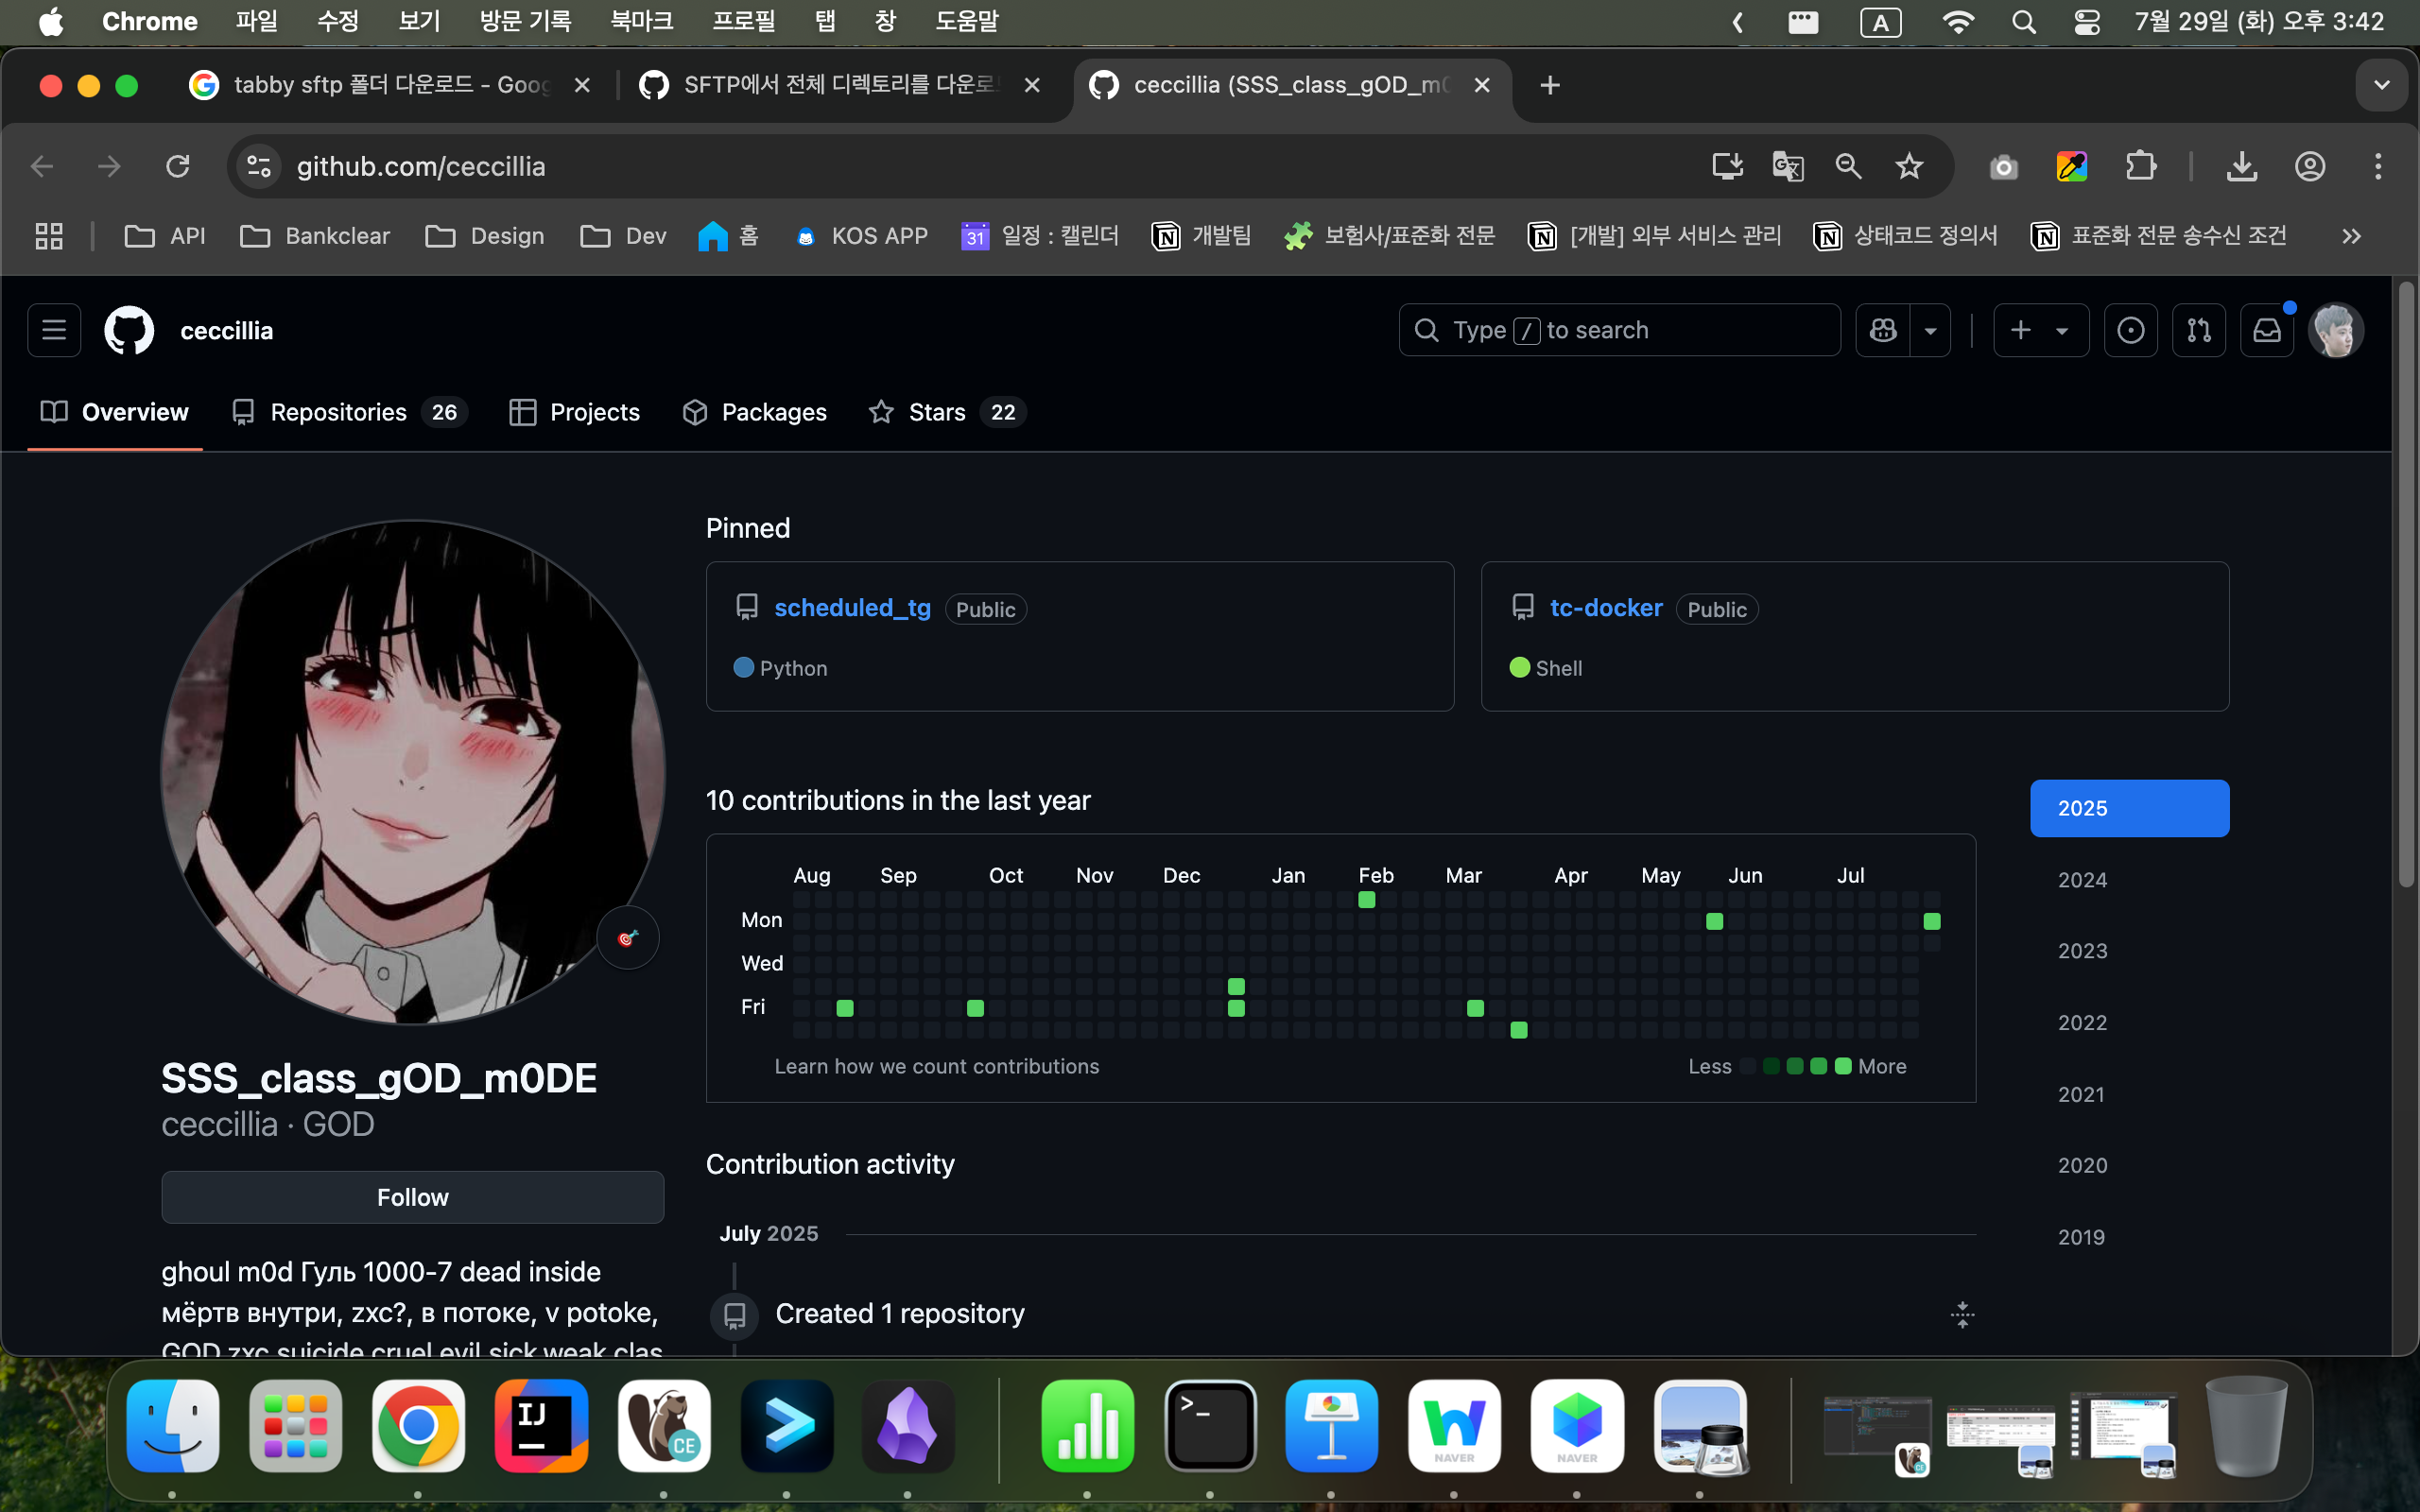 Chrome 파일 수정 보기 방문 기록 북마크 프로필 탭 창 도움말 A 7월 29일 (화) 오후 3:42
tabby sftp 폴더 다운로드 - Goog SFTP에서 전체 디렉토리를 다운로 ceccillia (SSS_class_gOD_m0
github.com/ceccillia
API Bankclear Design Dev 홈 KOS APP 31 일정 : 캘린더 개발팀 보험사/표준화 전문 [개발] 외부 서비스 관리 상태코드 정의서 표준화 전문 송수신 조건
ceccillia Type / to search
Overview Repositories 26 Projects Packages Stars 22
Pinned
scheduled_tg Public tc-docker Public
Python Shell
10 contributions in the last year
Aug Sep Oct Nov Dec Jan Feb Mar Apr May Jun Jul
Mon
Wed
Fri
Learn how we count contributions Less More
2025
2024
2023
2022
2021
2020
2019
SSS_class_gOD_m0DE
ceccillia · GOD
Follow
ghoul m0d Гуль 1000-7 dead inside
мёртв внутри, zxc?, в потоке, v potoke,
GOD zxc suicide cruel evil sick weak clas
Contribution activity
July 2025
Created 1 repository
IJ CE >_ NAVER NAVER